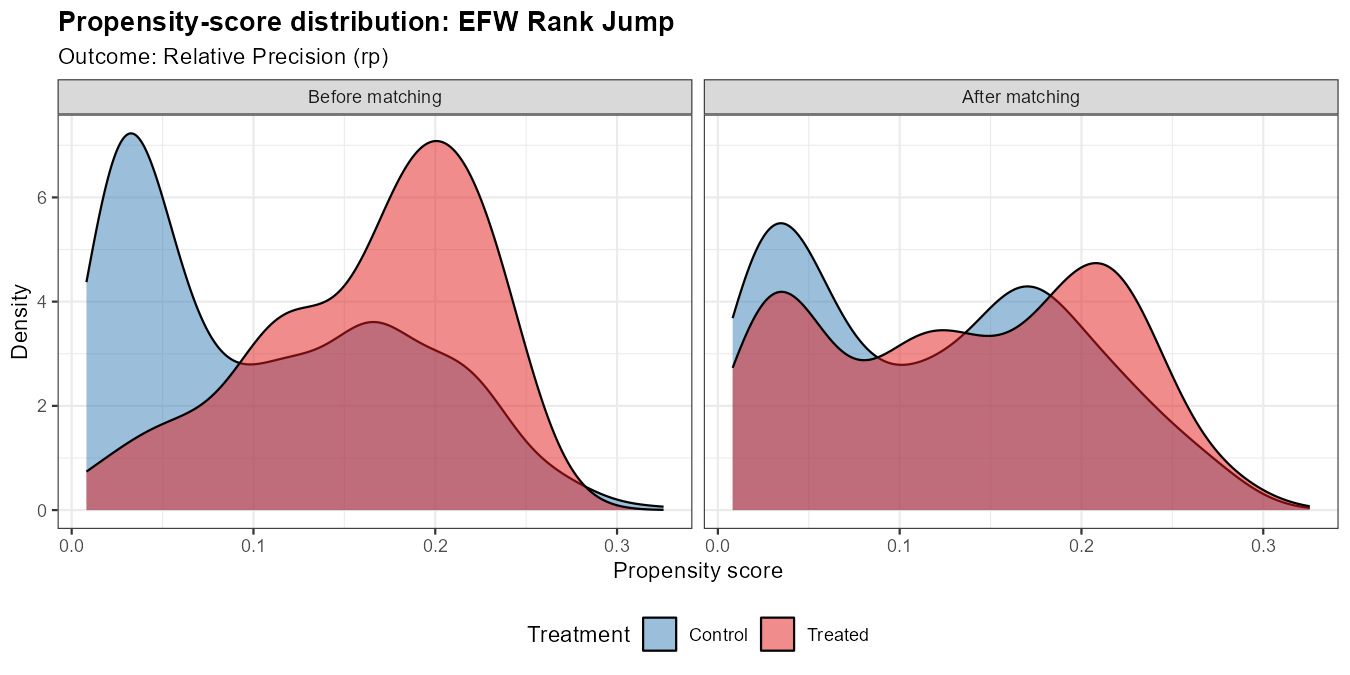 Propensity-score distribution: EFW Rank Jump
Outcome: Relative Precision (rp)
Before matching
After matching
Density
6
4
2
0
0.0 0.1 0.2 0.3
0.0 0.1 0.2 0.3
Propensity score
Treatment Control Treated